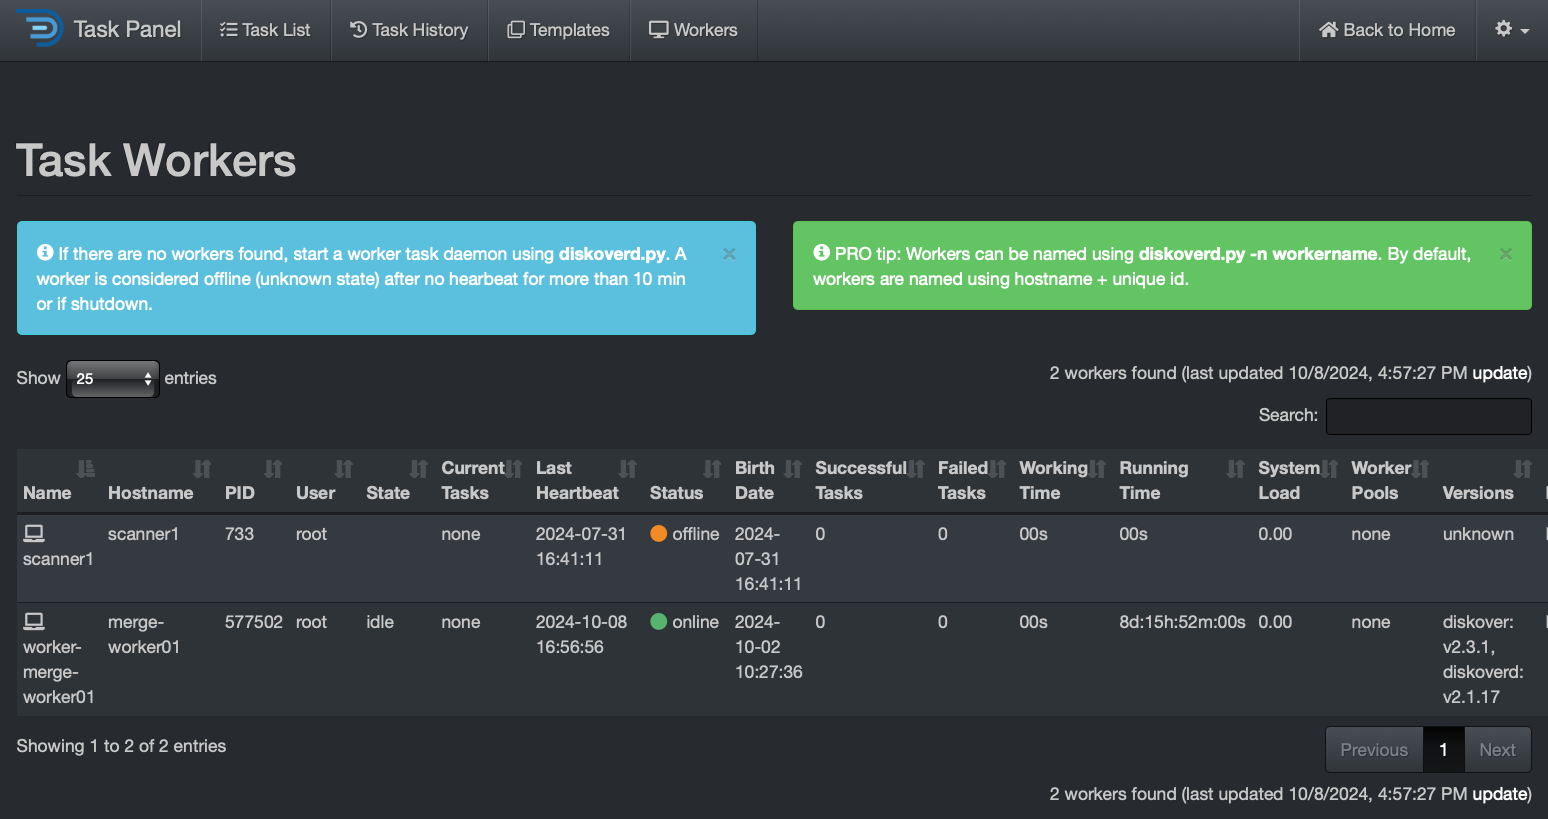 Task Panel
Task List
Task History
Templates
Workers
Back to Home
Task Workers
If there are no workers found, start a worker task daemon using diskoverd.py. A
worker is considered offline (unknown state) after no hearbeat for more than 10 min
or if shutdown.
×
PRO tip: Workers can be named using diskoverd.py -n workername. By default,
workers are named using hostname + unique id.
×
Show 25 entries
2 workers found (last updated 10/8/2024, 4:57:27 PM update)
Search:
Name
Hostname
PID
User
State
Current
Tasks
Last
Heartbeat
Status
Birth
Date
Successful
Tasks
Failed
Tasks
Working
Time
Running
Time
System
Load
Worker
Pools
Versions
scanner1
scanner1
733
root
none
2024-07-31
16:41:11
offline
2024-
07-31
16:41:11
0
0
00s
00s
0.00
none
unknown
worker-
merge-
worker01
merge-
worker01
577502
root
idle
none
2024-10-08
16:56:56
online
2024-
10-02
10:27:36
0
0
00s
8d:15h:52m:00s
0.00
none
diskover:
v2.3.1,
diskoverd:
v2.1.17
Showing 1 to 2 of 2 entries
Previous
1
Next
2 workers found (last updated 10/8/2024, 4:57:27 PM update)